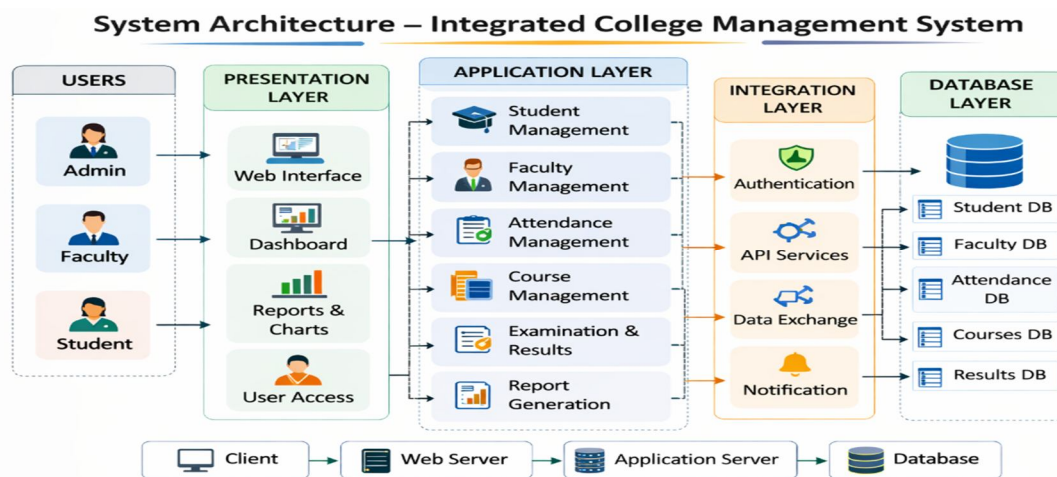 System Architecture – Integrated College Management System
USERS
Admin
Faculty
Student
PRESENTATION
LAYER
Web Interface
Dashboard
Reports &
Charts
User Access
APPLICATION LAYER
Student
Management
Faculty
Management
Attendance
Management
Course
Management
Examination &
Results
Report
Generation
INTEGRATION
LAYER
Authentication
API Services
Data Exchange
Notification
DATABASE
LAYER
Student DB
Faculty DB
Attendance
DB
Courses DB
Results DB
Client
Web Server
Application Server
Database